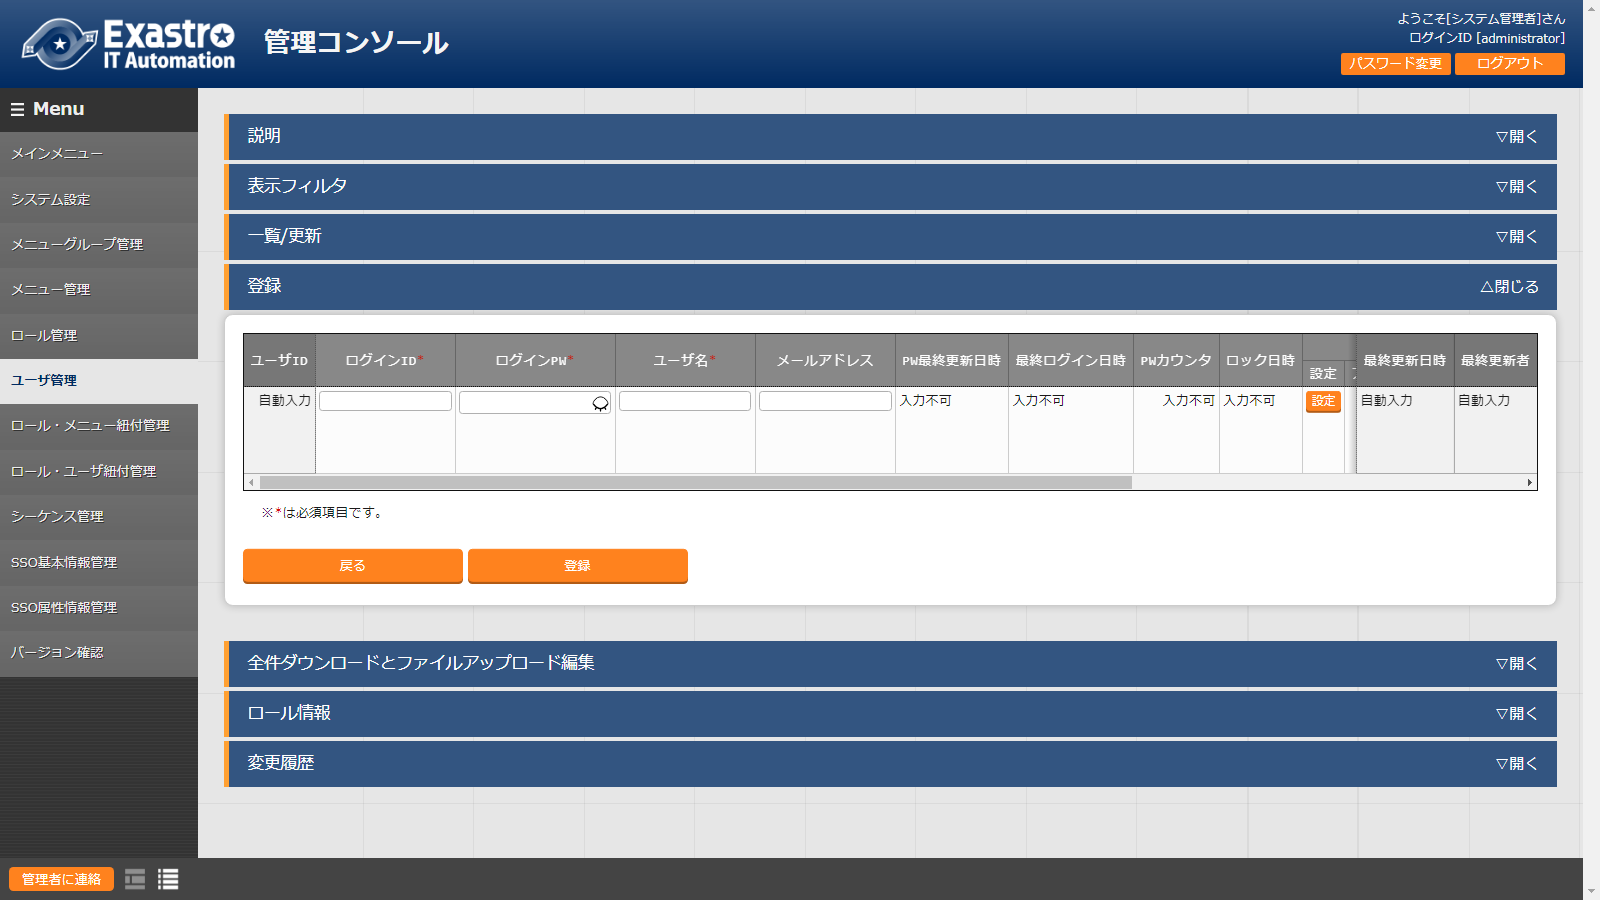 Exastro
IT Automation
管理コンソール
ようこそ[システム管理者]さん
ログインID [administrator]
パスワード変更
ログアウト
Menu
メインメニュー
システム設定
メニューグループ管理
メニュー管理
ロール管理
ユーザ管理
ロール・メニュー紐付管理
ロール・ユーザ紐付管理
シーケンス管理
SSO基本情報管理
SSO属性情報管理
バージョン確認
説明
▽開く
表示フィルタ
▽開く
一覧/更新
▽開く
登録
△閉じる
ユーザID ログインID* ログインPW* ユーザ名* メールアドレス PW最終更新日時 最終ログイン日時 PWカウンタ ロック日時 設定 最終更新日時 最終更新者
自動入力 入力不可 入力不可 入力不可 入力不可 設定 自動入力 自動入力
※*は必須項目です。
戻る
登録
全件ダウンロードとファイルアップロード編集
▽開く
ロール情報
▽開く
変更履歴
▽開く
管理者に連絡